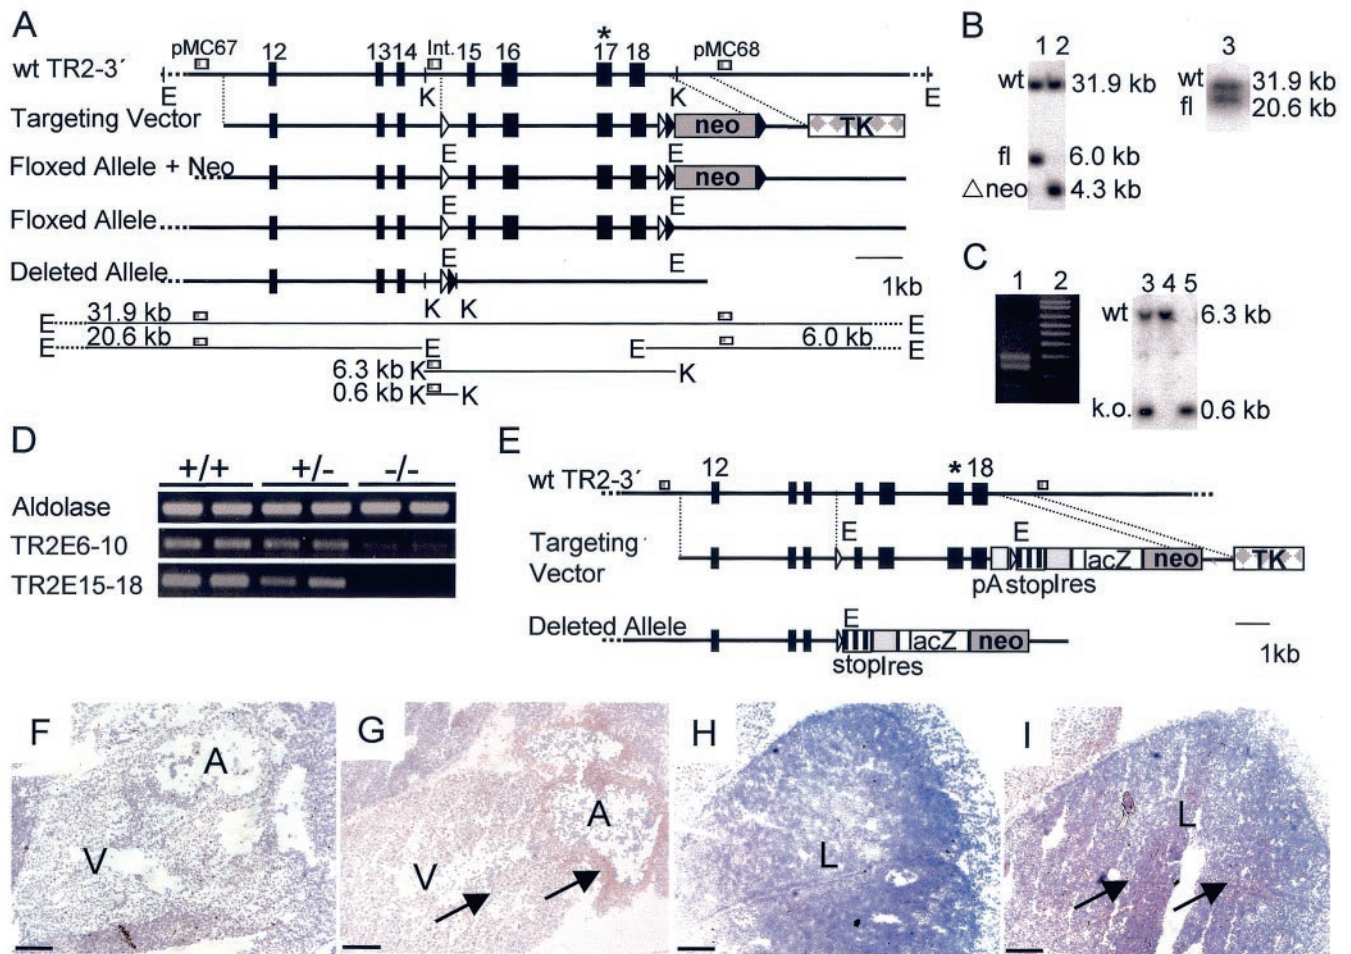 A
pMC67 12 13 14 Int. 15 16 * 17 18 pMC68
wt TR2-3´
E K K E
Targeting Vector neo TK
E E
Floxed Allele + Neo neo
E E
Floxed Allele
E E
Deleted Allele
K K
1kb
E 31.9 kb E
E 20.6 kb E E 6.0 kb E
6.3 kb K K
0.6 kb K K
B
1 2
wt 31.9 kb
fl 6.0 kb
△neo 4.3 kb
3
wt 31.9 kb
fl 20.6 kb
C
1 2
3 4 5
wt 6.3 kb
k.o. 0.6 kb
D
+/+ +/- -/-
Aldolase
TR2E6-10
TR2E15-18
E
12 * 18
wt TR2-3´
E E
Targeting
Vector
lacZ neo TK
pA stop Ires
E
Deleted Allele lacZ neo
stop Ires
1kb
F A V
G A V
H L
I L